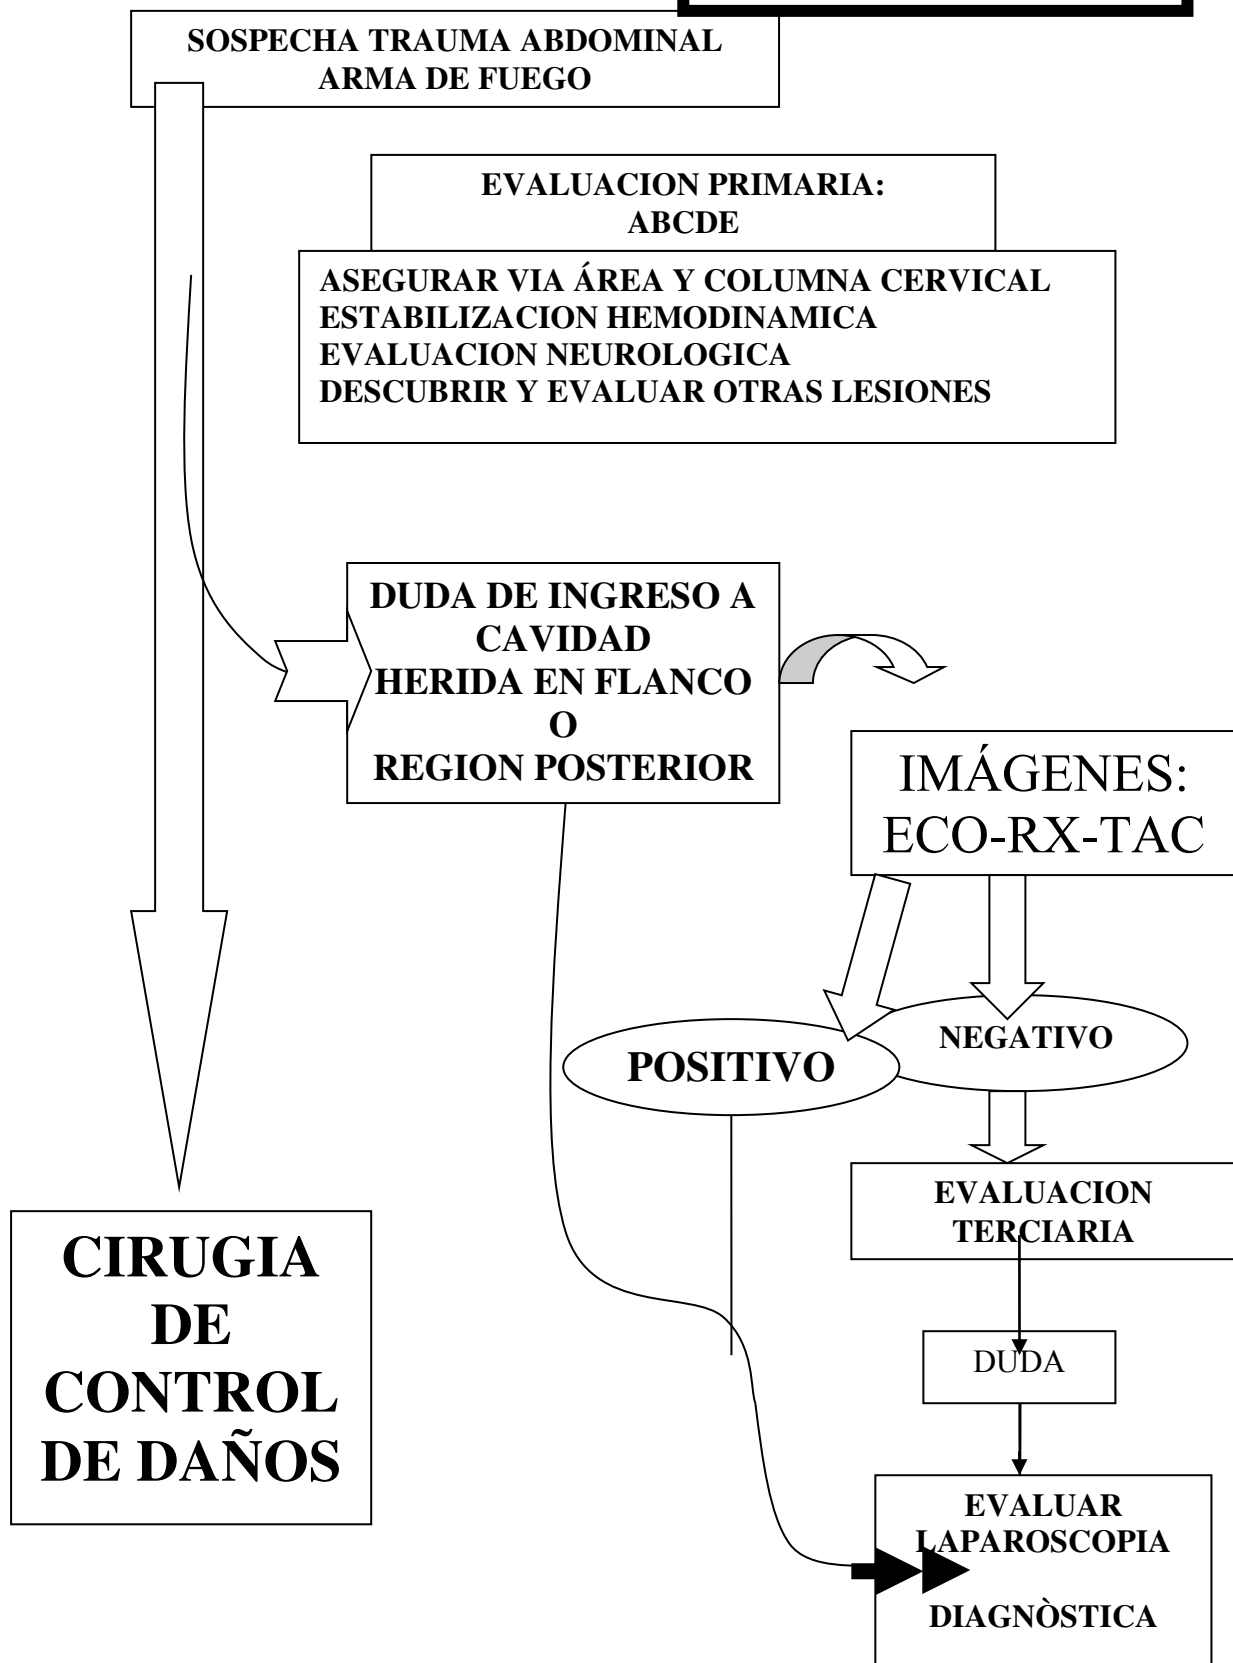 SOSPECHA TRAUMA ABDOMINAL
ARMA DE FUEGO
EVALUACION PRIMARIA:
ABCDE
ASEGURAR VIA ÁREA Y COLUMNA CERVICAL
ESTABILIZACION HEMODINAMICA
EVALUACION NEUROLOGICA
DESCUBRIR Y EVALUAR OTRAS LESIONES
DUDA DE INGRESO A
CAVIDAD
HERIDA EN FLANCO
O
REGION POSTERIOR
IMÁGENES:
ECO-RX-TAC
POSITIVO
NEGATIVO
EVALUACION
TERCIARIA
DUDA
CIRUGIA
DE
CONTROL
DE DAÑOS
EVALUAR
LAPAROSCOPIA
DIAGNÒSTICA